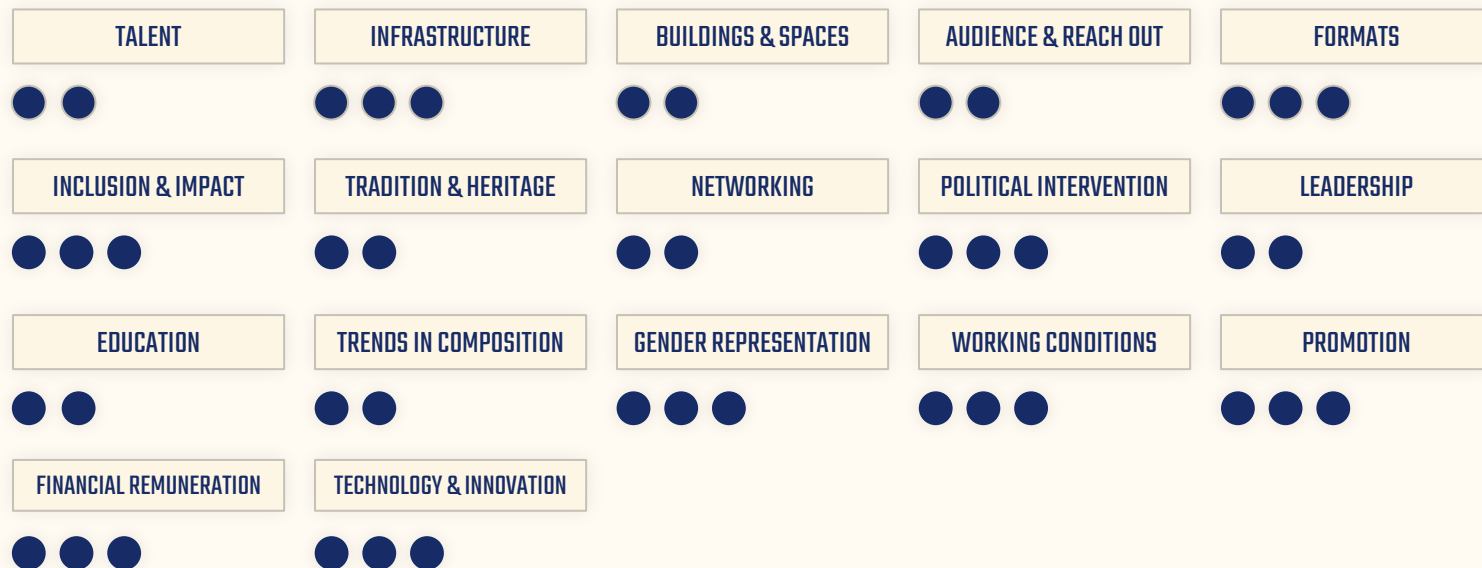 TALENT
INFRASTRUCTURE
BUILDINGS & SPACES
AUDIENCE & REACH OUT
FORMATS
INCLUSION & IMPACT
TRADITION & HERITAGE
NETWORKING
POLITICAL INTERVENTION
LEADERSHIP
EDUCATION
TRENDS IN COMPOSITION
GENDER REPRESENTATION
WORKING CONDITIONS
PROMOTION
FINANCIAL REMUNERATION
TECHNOLOGY & INNOVATION